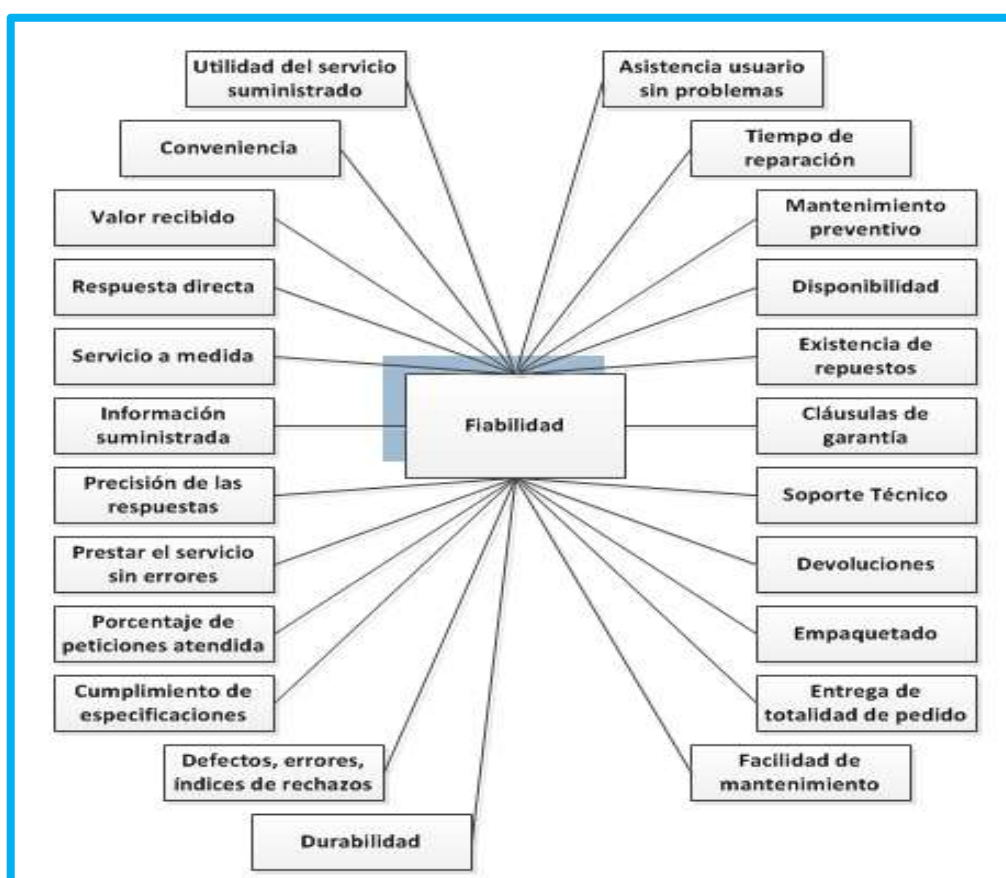 Utilidad del servicio
suministrado
Asistencia usuario
sin problemas
Conveniencia
Tiempo de
reparación
Valor recibido
Mantenimiento
preventivo
Respuesta directa
Disponibilidad
Servicio a medida
Existencia de
repuestos
Información
suministrada
Fiabilidad
Cláusulas de
garantía
Precisión de las
respuestas
Soporte Técnico
Prestar el servicio
sin errores
Devoluciones
Porcentaje de
peticiones atendida
Empaquetado
Cumplimiento de
especificaciones
Entrega de
totalidad de pedido
Defectos, errores,
índices de rechazos
Facilidad de
mantenimiento
Durabilidad